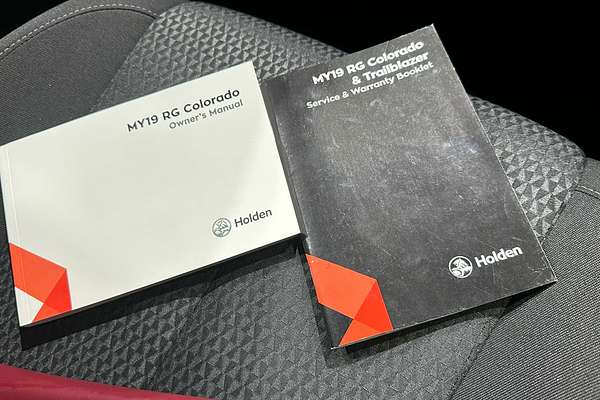 MY19 RG Colorado
Owner's Manual
Holden
MY19 RG Colorado
& Trailblazer
Service & Warranty Booklet
Holden